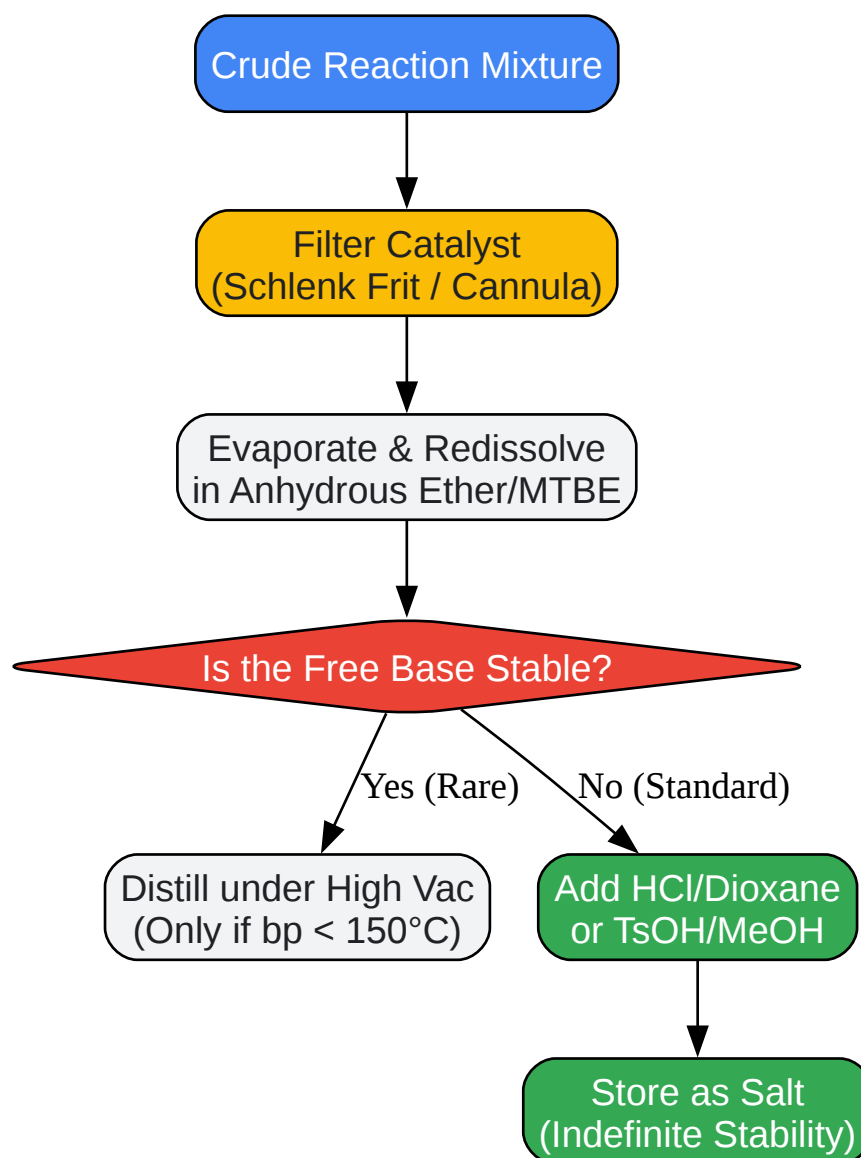 Crude Reaction Mixture
Filter Catalyst
(Schlenk Frit / Cannula)
Evaporate & Redissolve
in Anhydrous Ether/MTBE
Is the Free Base Stable?
Yes (Rare)
No (Standard)
Distill under High Vac
(Only if bp < 150°C)
Add HCl/Dioxane
or TsOH/MeOH
Store as Salt
(Indefinite Stability)